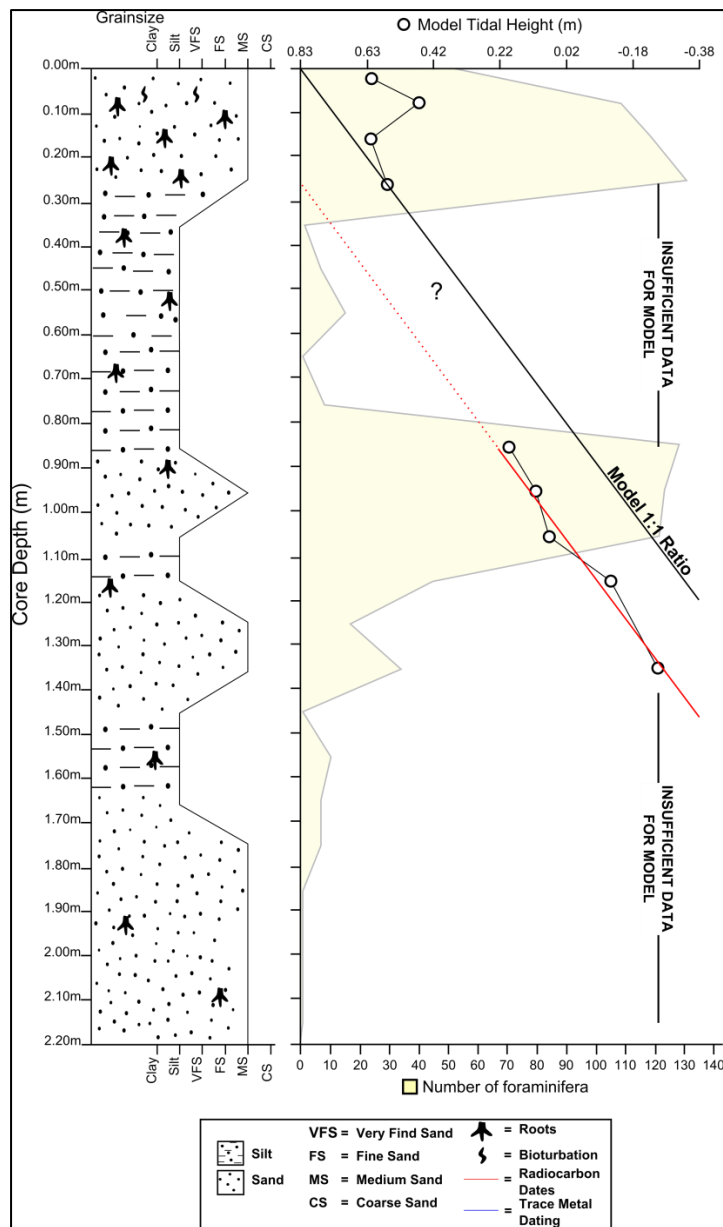 Grainsize
Clay
Silt
VFS
FS
MS
CS
Model Tidal Height (m)
0.83 0.63 0.42 0.22 0.02 -0.18 -0.38
Core Depth (m)
0.00m
0.10m
0.20m
0.30m
0.40m
0.50m
0.60m
0.70m
0.80m
0.90m
1.00m
1.10m
1.20m
1.30m
1.40m
1.50m
1.60m
1.70m
1.80m
1.90m
2.00m
2.10m
2.20m
?
INSUFFICIENT DATA
FOR MODEL
Model 1:1 Ratio
INSUFFICIENT DATA
FOR MODEL
Clay
Silt
VFS
FS
MS
CS
0 10 20 30 40 50 60 70 80 90 100 110 120 130 140
Number of foraminifera
Silt
Sand
VFS = Very Find Sand
FS = Fine Sand
MS = Medium Sand
CS = Coarse Sand
= Roots
= Bioturbation
= Radiocarbon
Dates
= Trace Metal
Dating